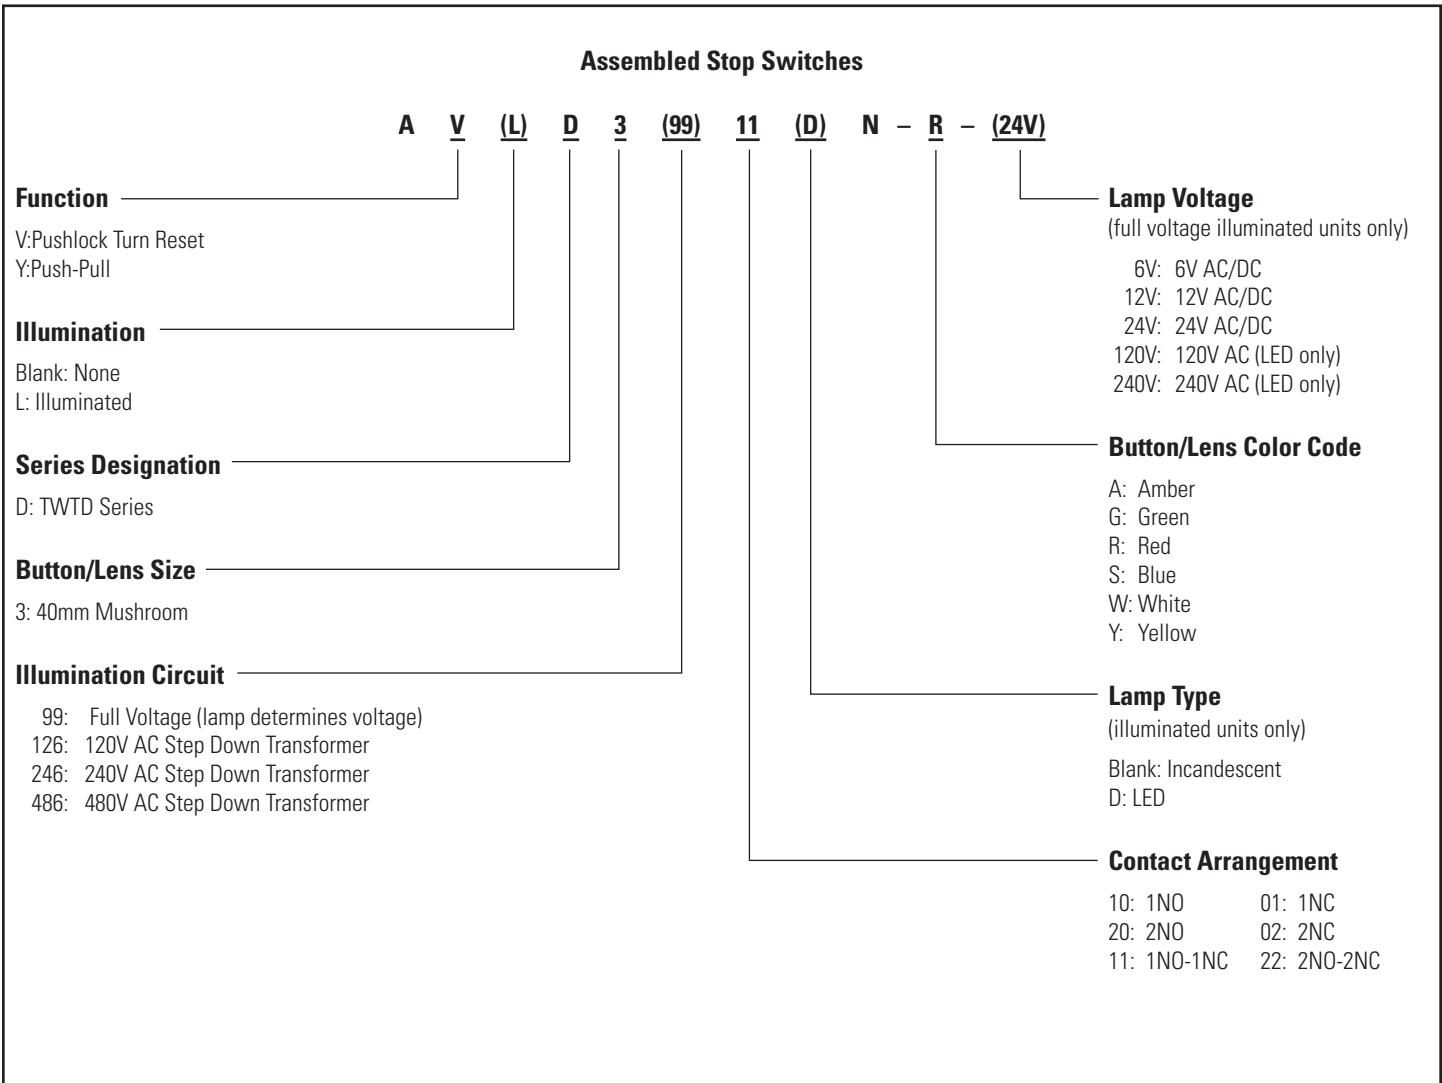 Assembled Stop Switches
A V (L) D 3 (99) 11 (D) N – R – (24V)
Function
V:Pushlock Turn Reset
Y:Push-Pull
Illumination
Blank: None
L: Illuminated
Series Designation
D: TWTD Series
Button/Lens Size
3: 40mm Mushroom
Illumination Circuit
99: Full Voltage (lamp determines voltage)
126: 120V AC Step Down Transformer
246: 240V AC Step Down Transformer
486: 480V AC Step Down Transformer
Lamp Voltage
(full voltage illuminated units only)
6V: 6V AC/DC
12V: 12V AC/DC
24V: 24V AC/DC
120V: 120V AC (LED only)
240V: 240V AC (LED only)
Button/Lens Color Code
A: Amber
G: Green
R: Red
S: Blue
W: White
Y: Yellow
Lamp Type
(illuminated units only)
Blank: Incandescent
D: LED
Contact Arrangement
10: 1NO 01: 1NC
20: 2NO 02: 2NC
11: 1NO-1NC 22: 2NO-2NC